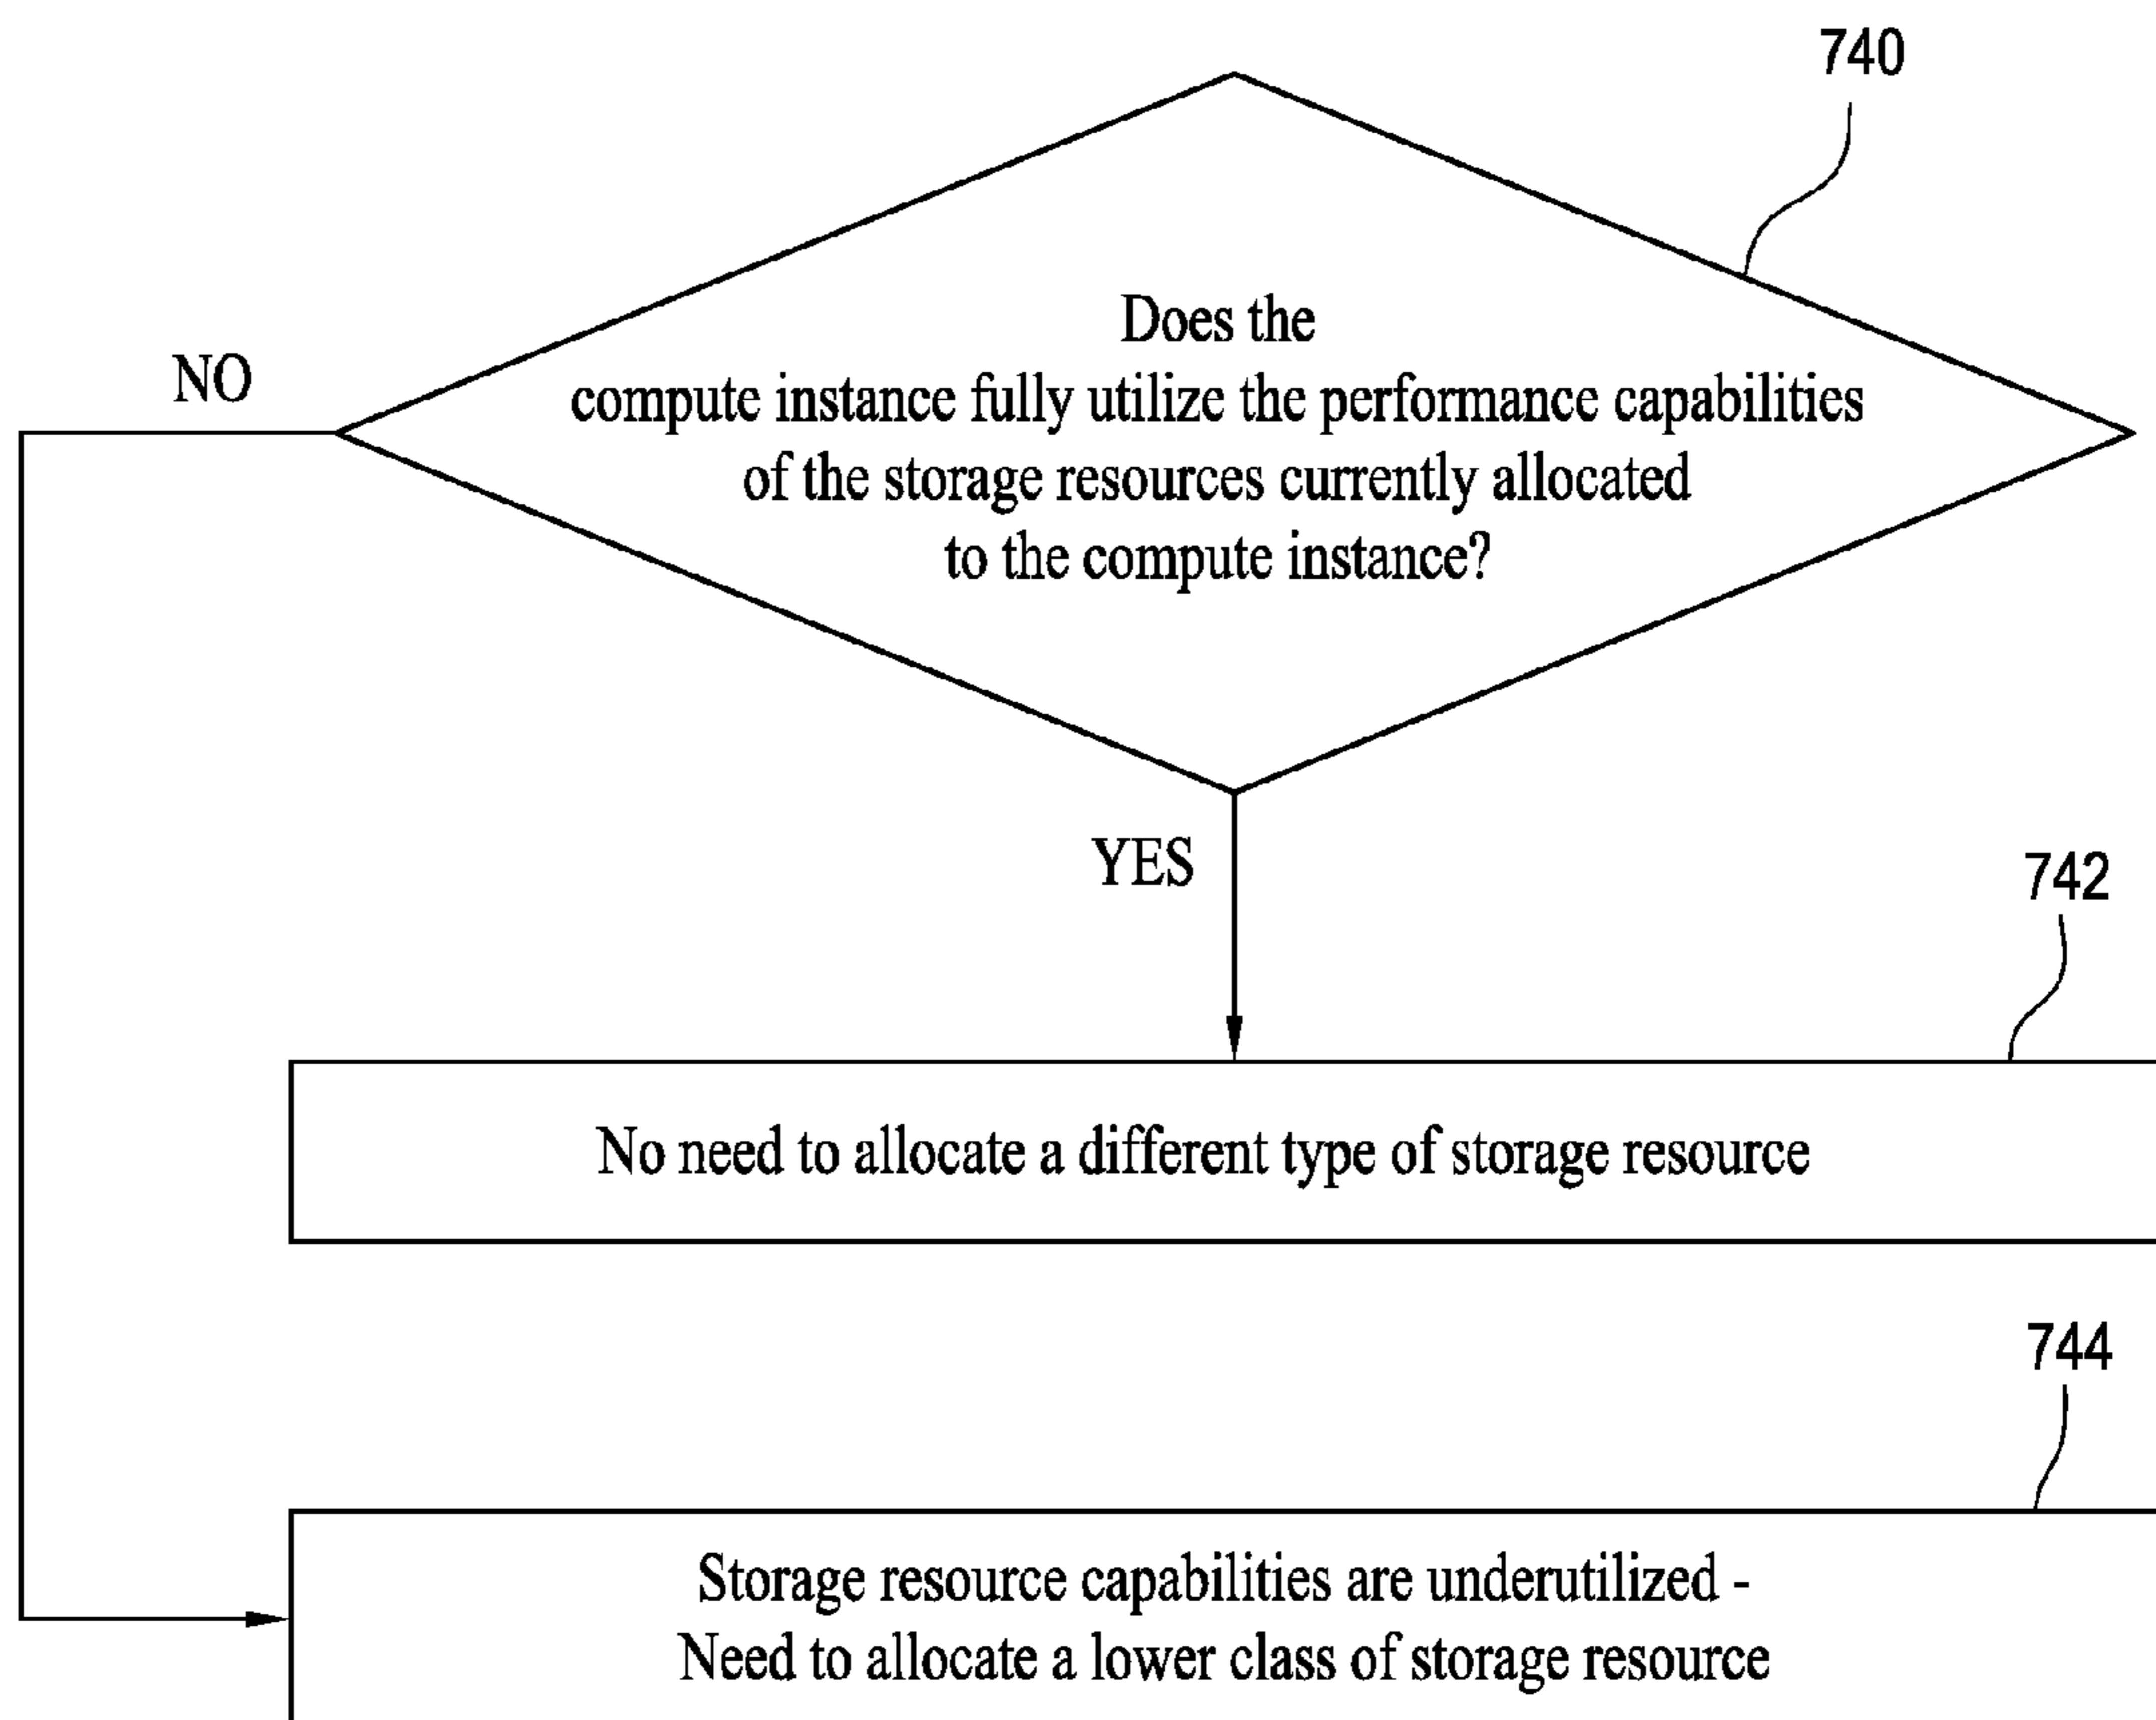 740
Does the
compute instance fully utilize the performance capabilities
of the storage resources currently allocated
to the compute instance?
NO
YES
742
No need to allocate a different type of storage resource
744
Storage resource capabilities are underutilized -
Need to allocate a lower class of storage resource